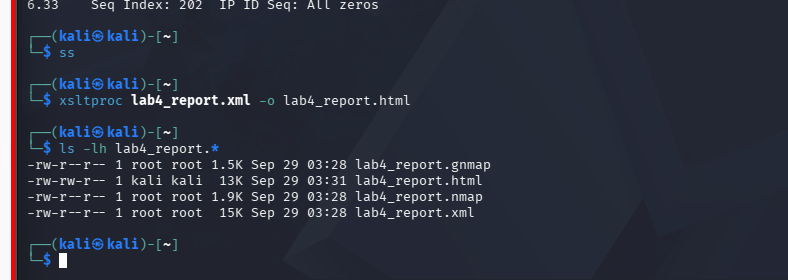 6.33    Seq Index: 202  IP ID Seq: All zeros
┌──(kali㉿kali)-[~]
└─$ ss
┌──(kali㉿kali)-[~]
└─$ xsltproc lab4_report.xml -o lab4_report.html
┌──(kali㉿kali)-[~]
└─$ ls -lh lab4_report.*
-rw-r--r-- 1 root root 1.5K Sep 29 03:28 lab4_report.gnmap
-rw-rw-r-- 1 kali kali  13K Sep 29 03:31 lab4_report.html
-rw-r--r-- 1 root root 1.9K Sep 29 03:28 lab4_report.nmap
-rw-r--r-- 1 root root  15K Sep 29 03:28 lab4_report.xml
┌──(kali㉿kali)-[~]
└─$